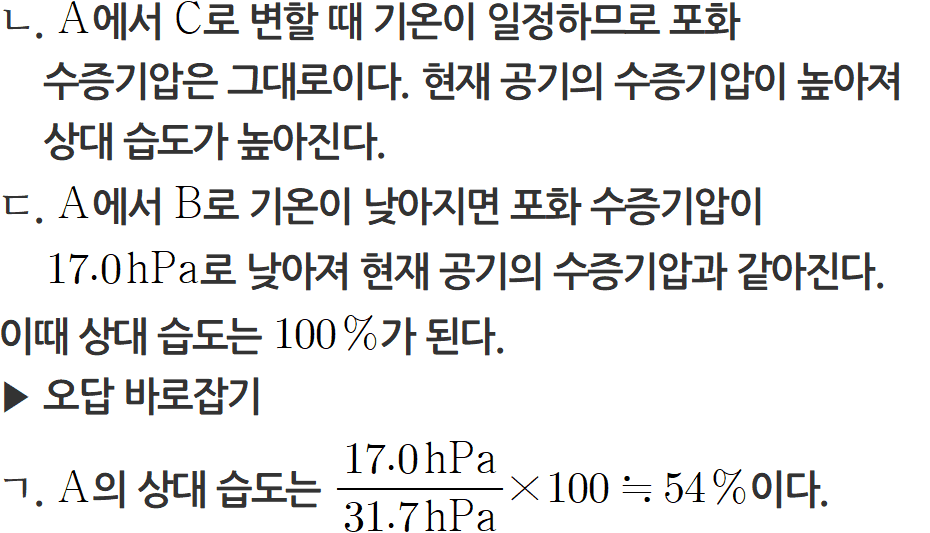 ㄴ. A에서 C로 변할 때 기온이 일정하므로 포화
수증기압은 그대로이다. 현재 공기의 수증기압이 높아져
상대 습도가 높아진다.
ㄷ. A에서 B로 기온이 낮아지면 포화 수증기압이
17.0hPa로 낮아져 현재 공기의 수증기압과 같아진다.
이때 상대 습도는 100%가 된다.
▶ 오답 바로잡기
ㄱ. A의 상대 습도는 17.0hPa/31.7hPa×100≒54%이다.